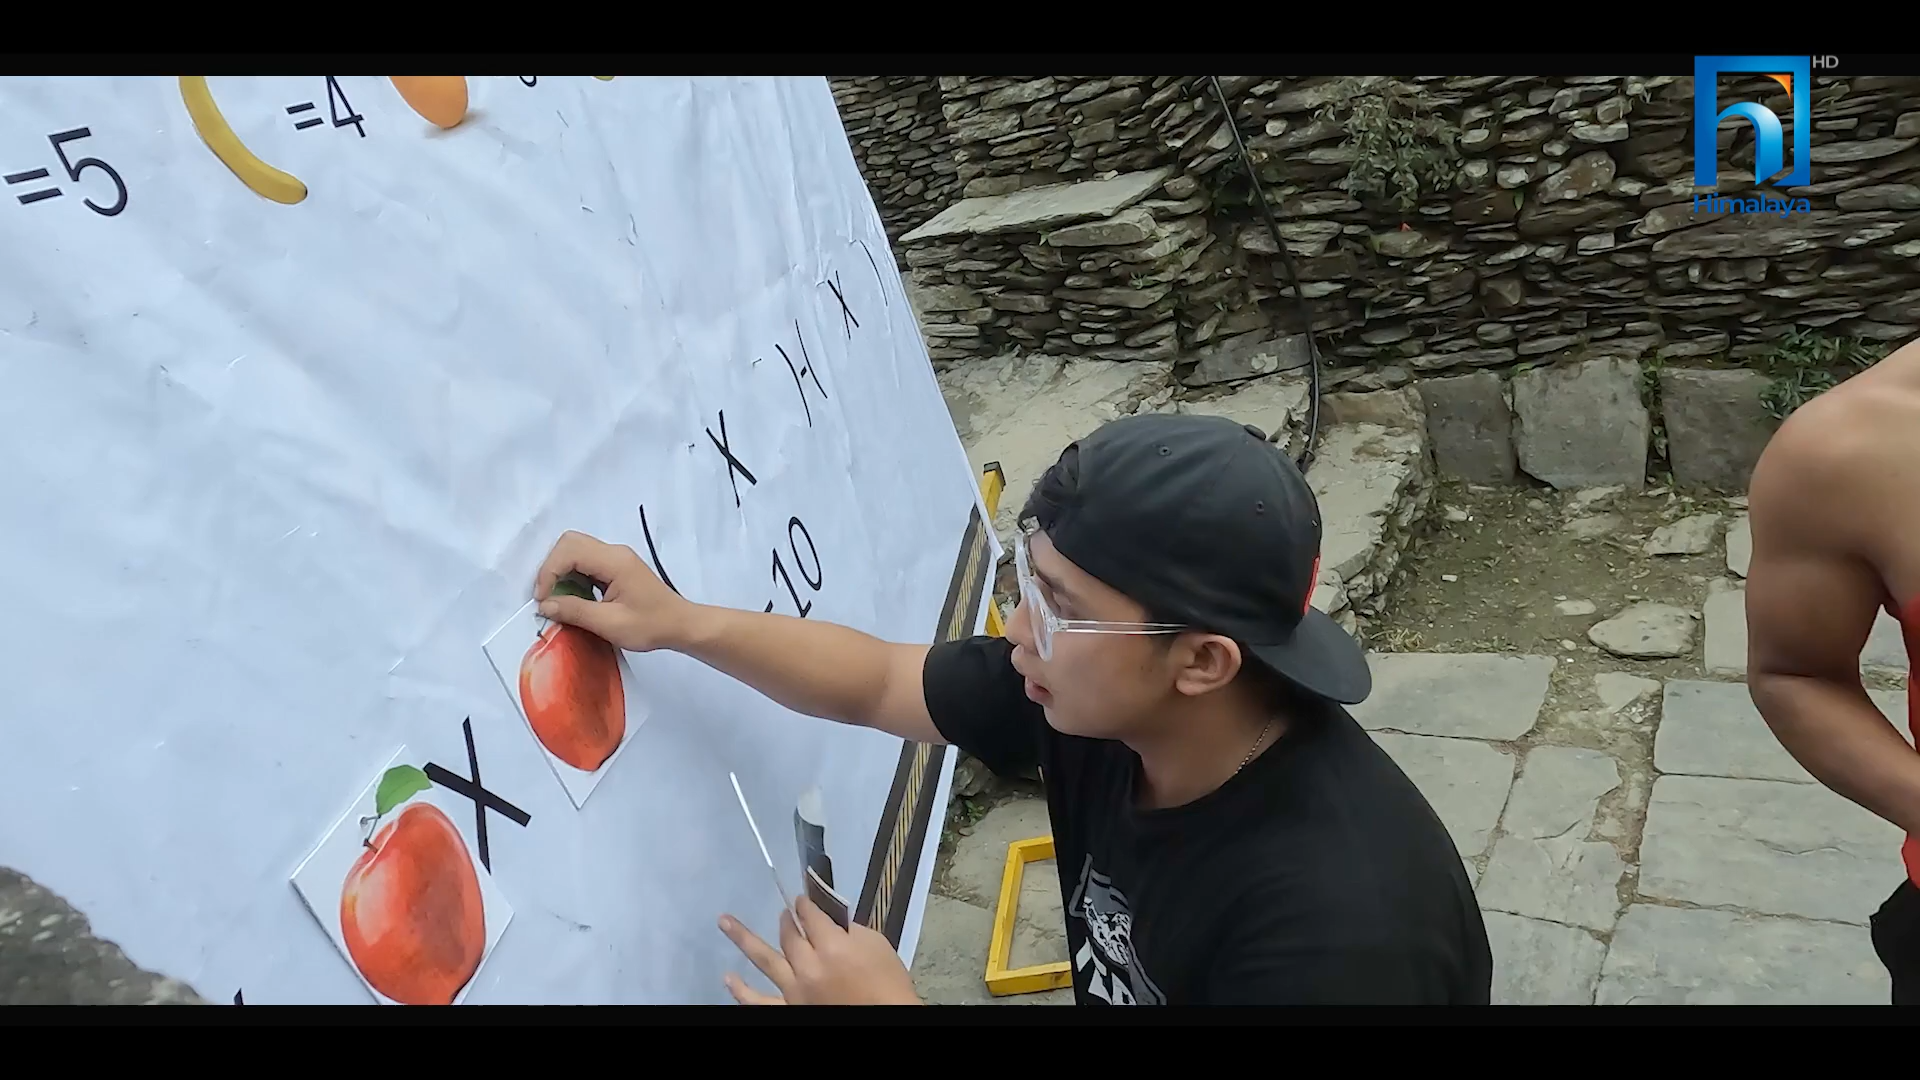 =5 =4
( X ) - ( X )
=10
X
HD
Himalaya